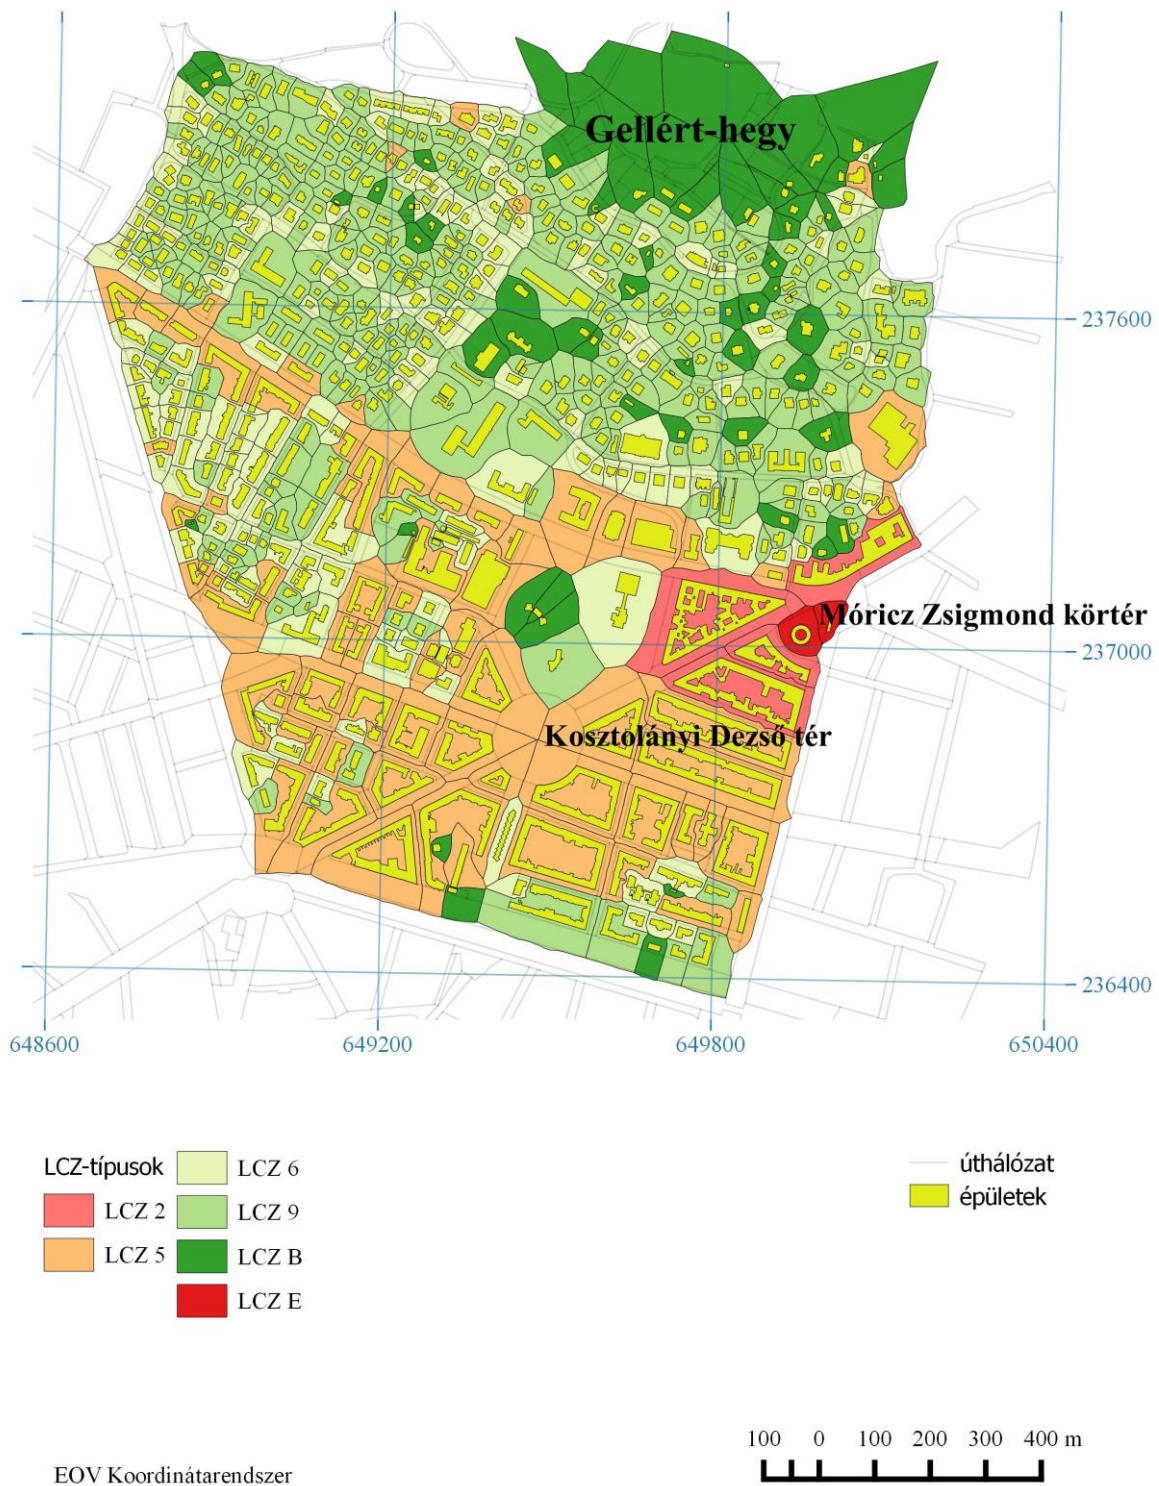 Gellért-hegy
237600
Móricz Zsigmond körtér
237000
Kosztolányi Dezső tér
236400
648600 649200 649800 650400
LCZ-típusok
LCZ 2
LCZ 5
LCZ 6
LCZ 9
LCZ B
LCZ E
úthálózat
épületek
100 0 100 200 300 400 m
EOV Koordinátarendszer